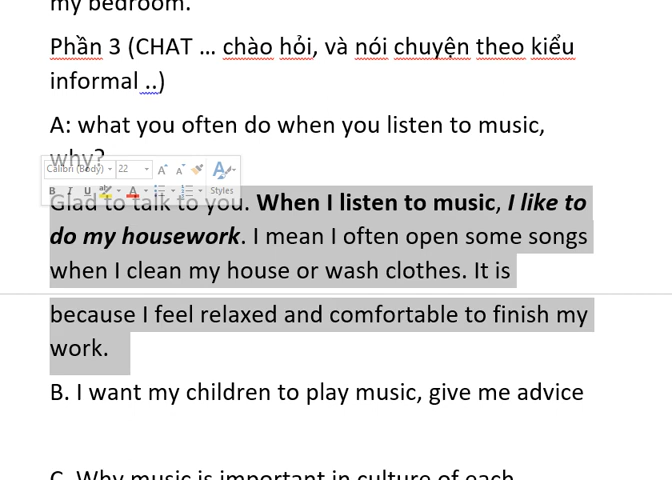 my bedroom.
Phần 3 (CHAT … chào hỏi, và nói chuyện theo kiểu
informal ..)
A: what you often do when you listen to music,
why?
Calibri (Body) 22
B I U Styles
Glad to talk to you. When I listen to music, I like to
do my housework. I mean I often open some songs
when I clean my house or wash clothes. It is
because I feel relaxed and comfortable to finish my
work.
B. I want my children to play music, give me advice
C. Why music is important in culture of each